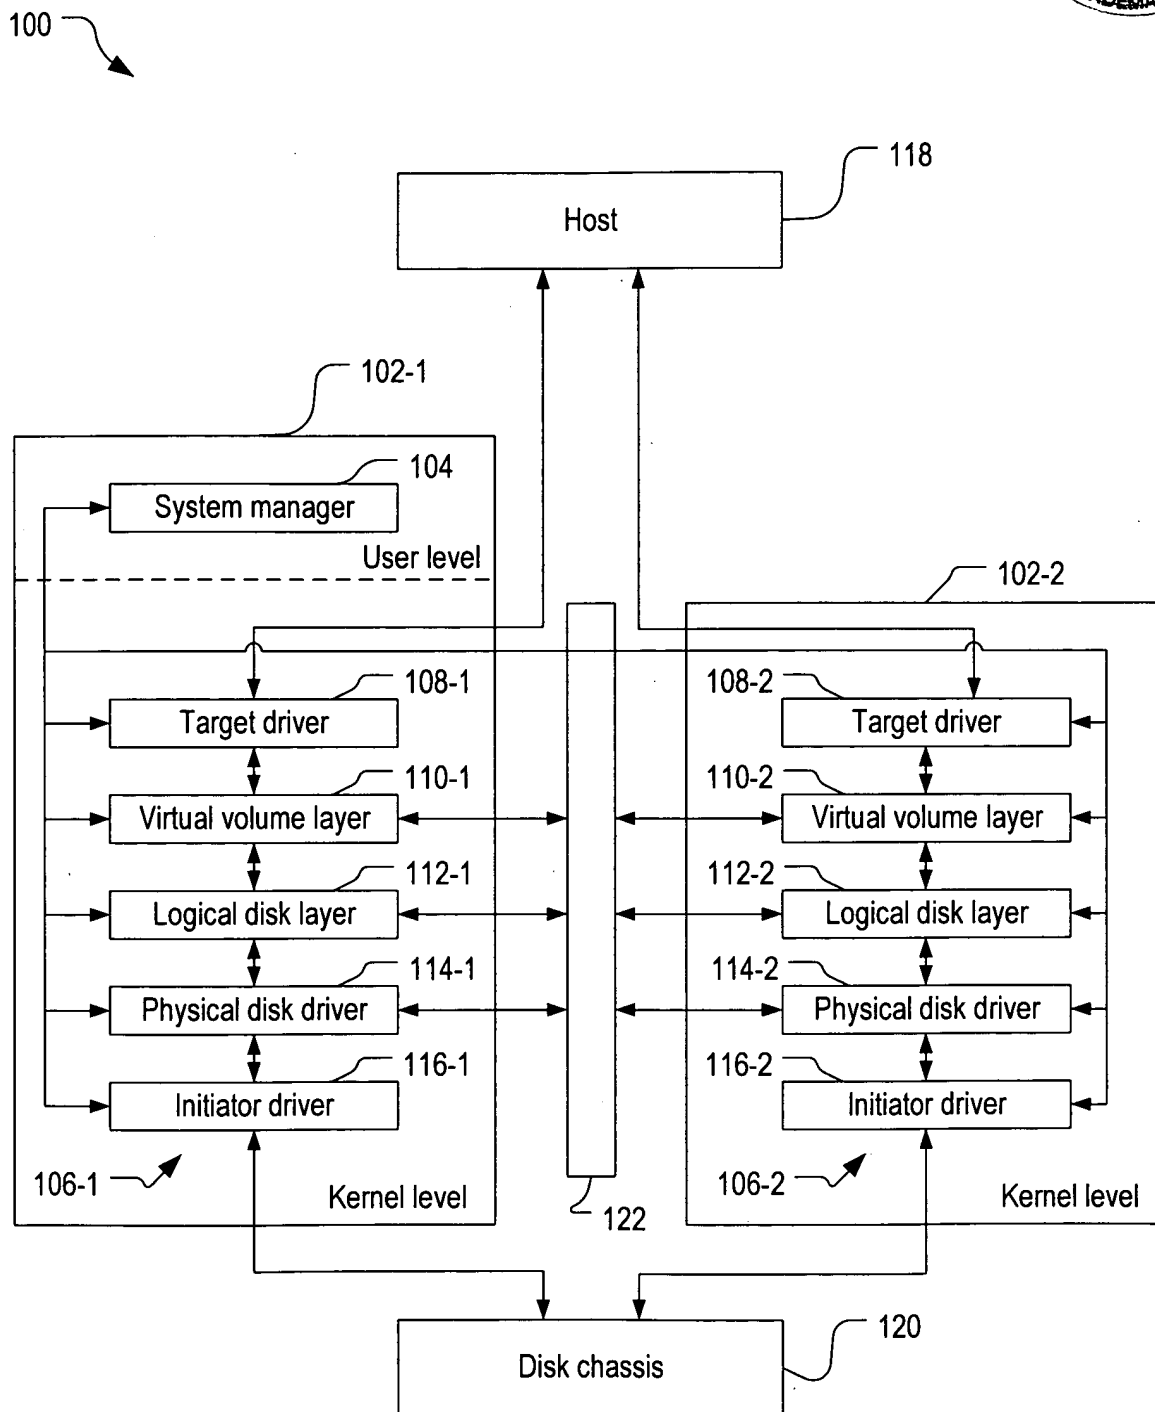 100
118
Host
102-1
104
System manager
User level
102-2
108-1
Target driver
108-2
Target driver
110-1
Virtual volume layer
110-2
Virtual volume layer
112-1
Logical disk layer
112-2
Logical disk layer
114-1
Physical disk driver
114-2
Physical disk driver
116-1
Initiator driver
116-2
Initiator driver
106-1
Kernel level
122
106-2
Kernel level
120
Disk chassis